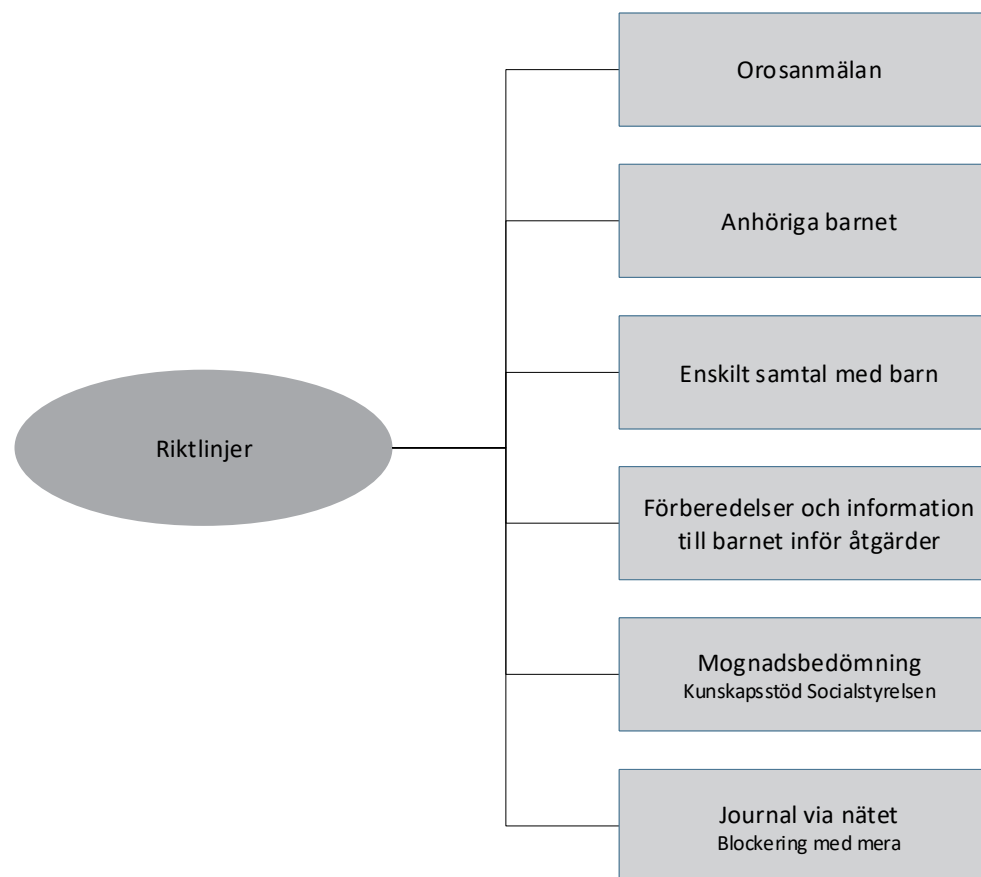 Orosanmälan
Anhöriga barnet
Enskilt samtal med barn
Riktlinjer
Förberedelser och information
till barnet inför åtgärder
Mognadsbedömning
Kunskapsstöd Socialstyrelsen
Journal via nätet
Blockering med mera